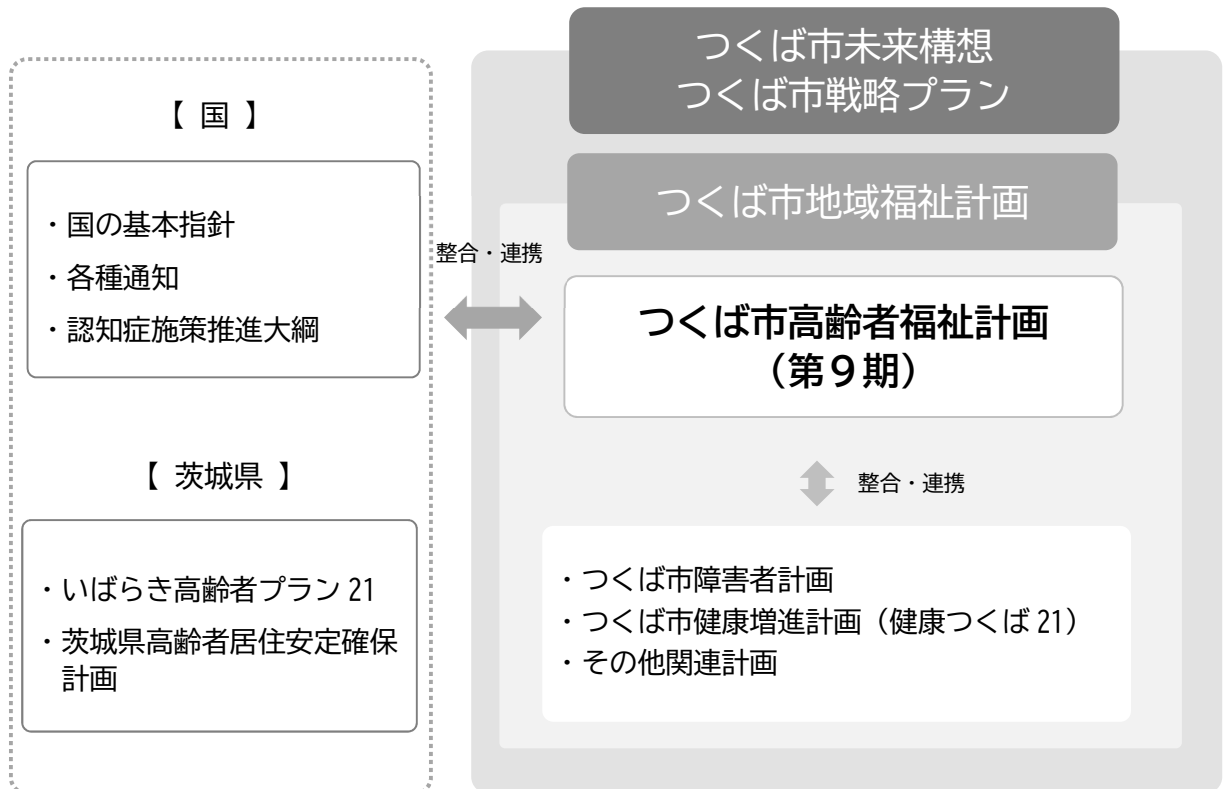 【 国 】
・国の基本指針
・各種通知
・認知症施策推進大綱
【 茨城県 】
・いばらき高齢者プラン 21
・茨城県高齢者居住安定確保
計画
整合・連携
つくば市未来構想
つくば市戦略プラン
つくば市地域福祉計画
つくば市高齢者福祉計画
（第９期）
整合・連携
・つくば市障害者計画
・つくば市健康増進計画（健康つくば 21）
・その他関連計画